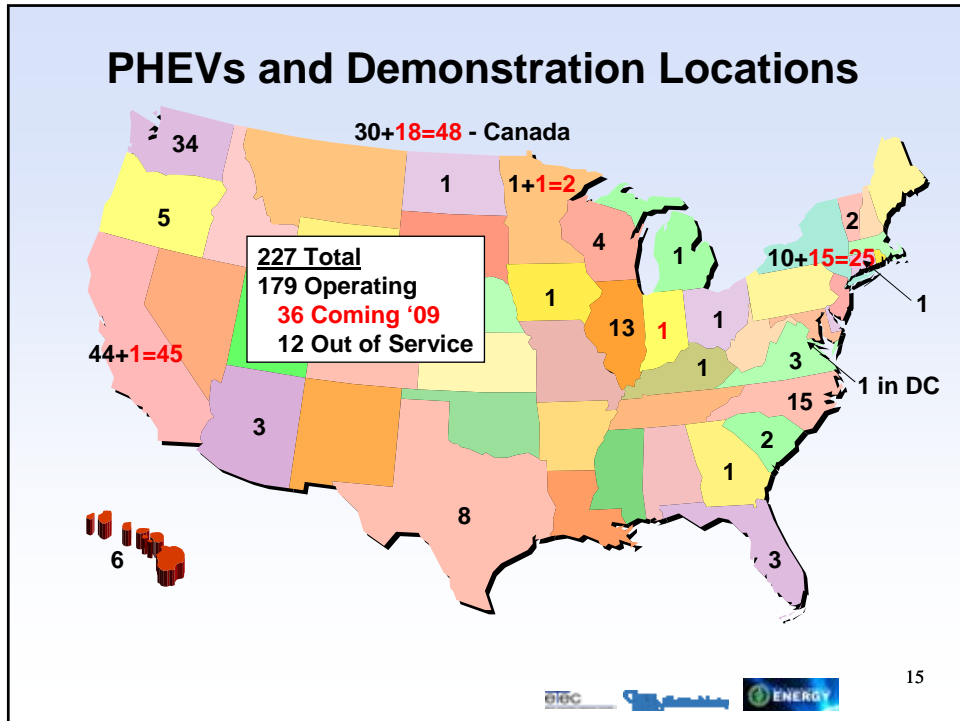 PHEVs and Demonstration Locations
30+18=48 - Canada
34
1
1+1=2
5
4
1
2
10+15=25
1
227 Total
179 Operating
36 Coming ‘09
12 Out of Service
1
13
1
1
44+1=45
1
3
1 in DC
15
3
2
1
8
6
3
15
etec
ENERGY